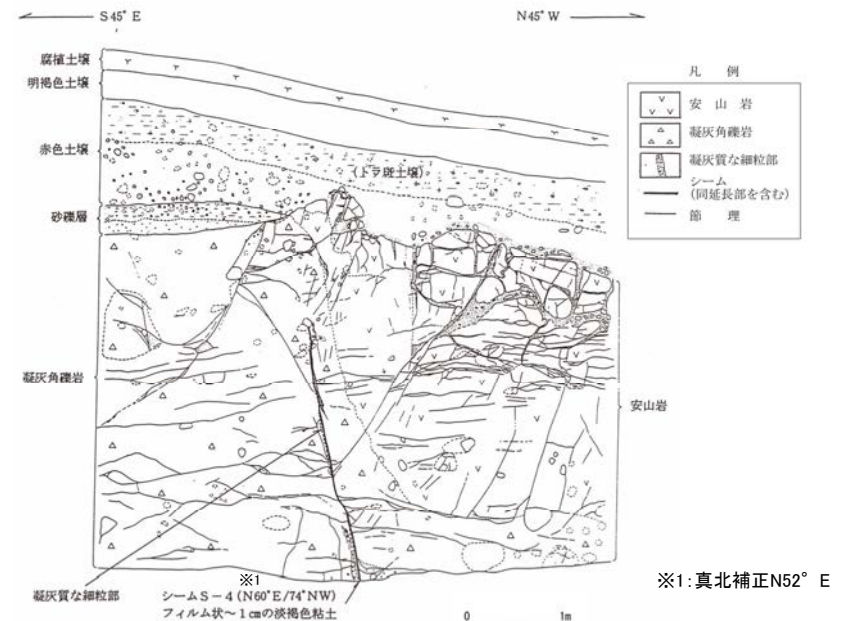 S45°E
N45°W
腐植土壌
明褐色土壌
赤色土壌
(トラ斑土壌)
砂礫層
凝灰角礫岩
安山岩
凡 例
安 山 岩
凝灰角礫岩
凝灰質な細粒部
シーム
(同延長部を含む)
節 理
※1
凝灰質な細粒部
シームS-4 (N60°E/74°NW)
フィルム状~1cmの淡褐色粘土
0 1m
※1:真北補正N52°E